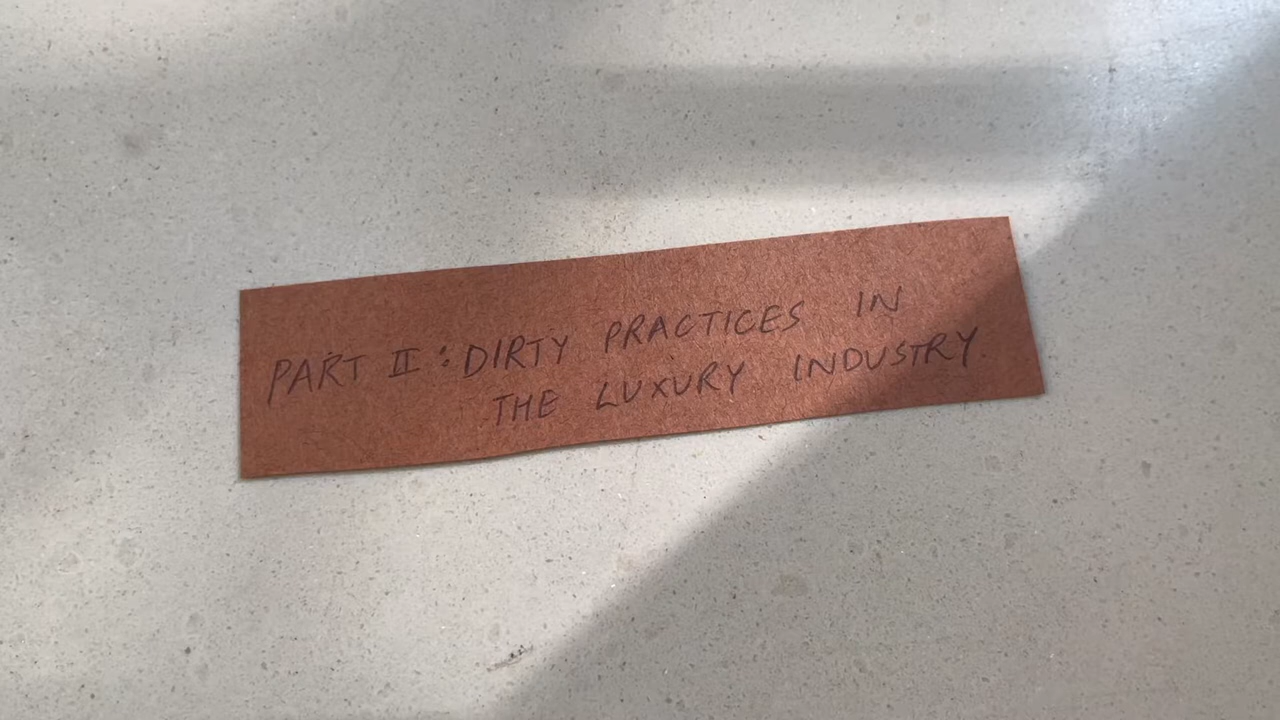 PART II : DIRTY PRACTICES IN
THE LUXURY INDUSTRY.